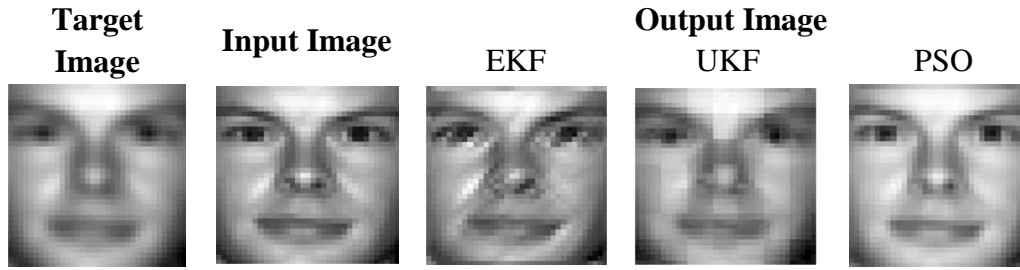 Target
Image
Input Image
Output Image
EKF
UKF
PSO